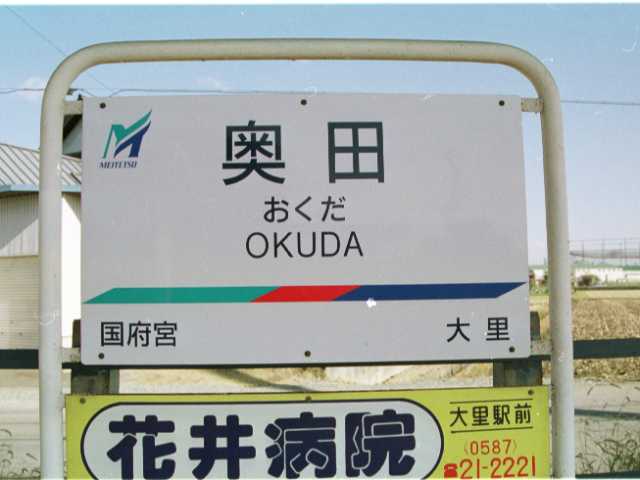 MEITETSU
奥田
おくだ
OKUDA
国府宮 大里
花井病院
大里駅前
(0587)
☎21-2221